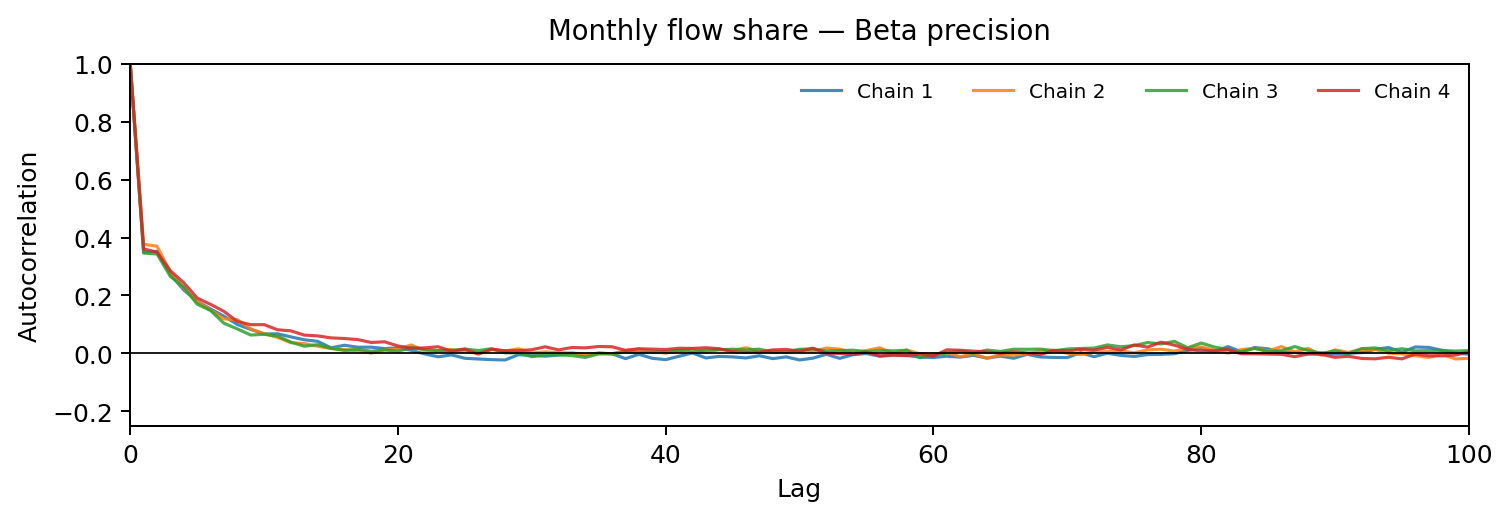 Monthly flow share — Beta precision
Chain 1 Chain 2 Chain 3 Chain 4
Autocorrelation
1.0
0.8
0.6
0.4
0.2
0.0
−0.2
0 20 40 60 80 100
Lag